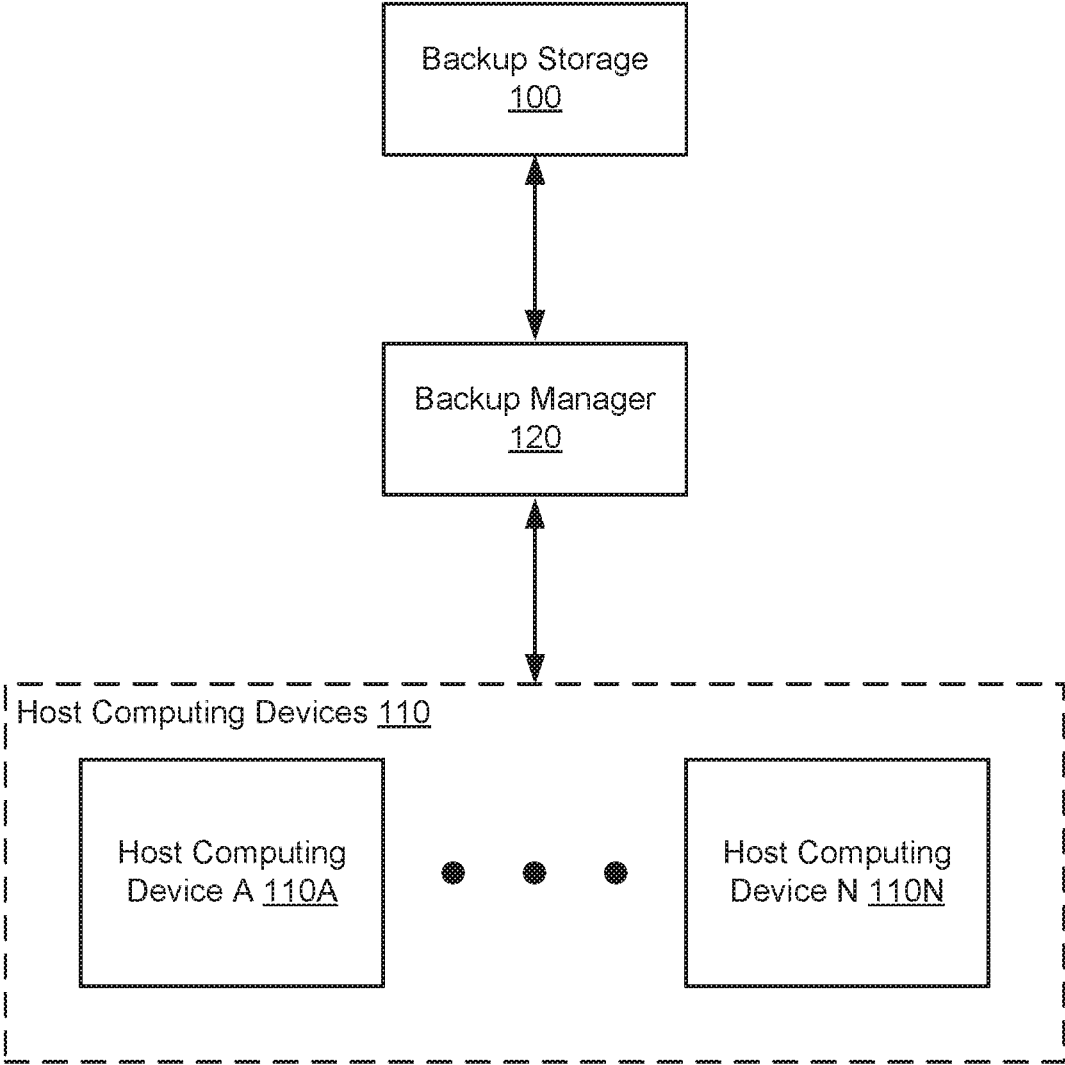 Backup Storage
100
Backup Manager
120
Host Computing Devices 110
Host Computing
Device A 110A
Host Computing
Device N 110N